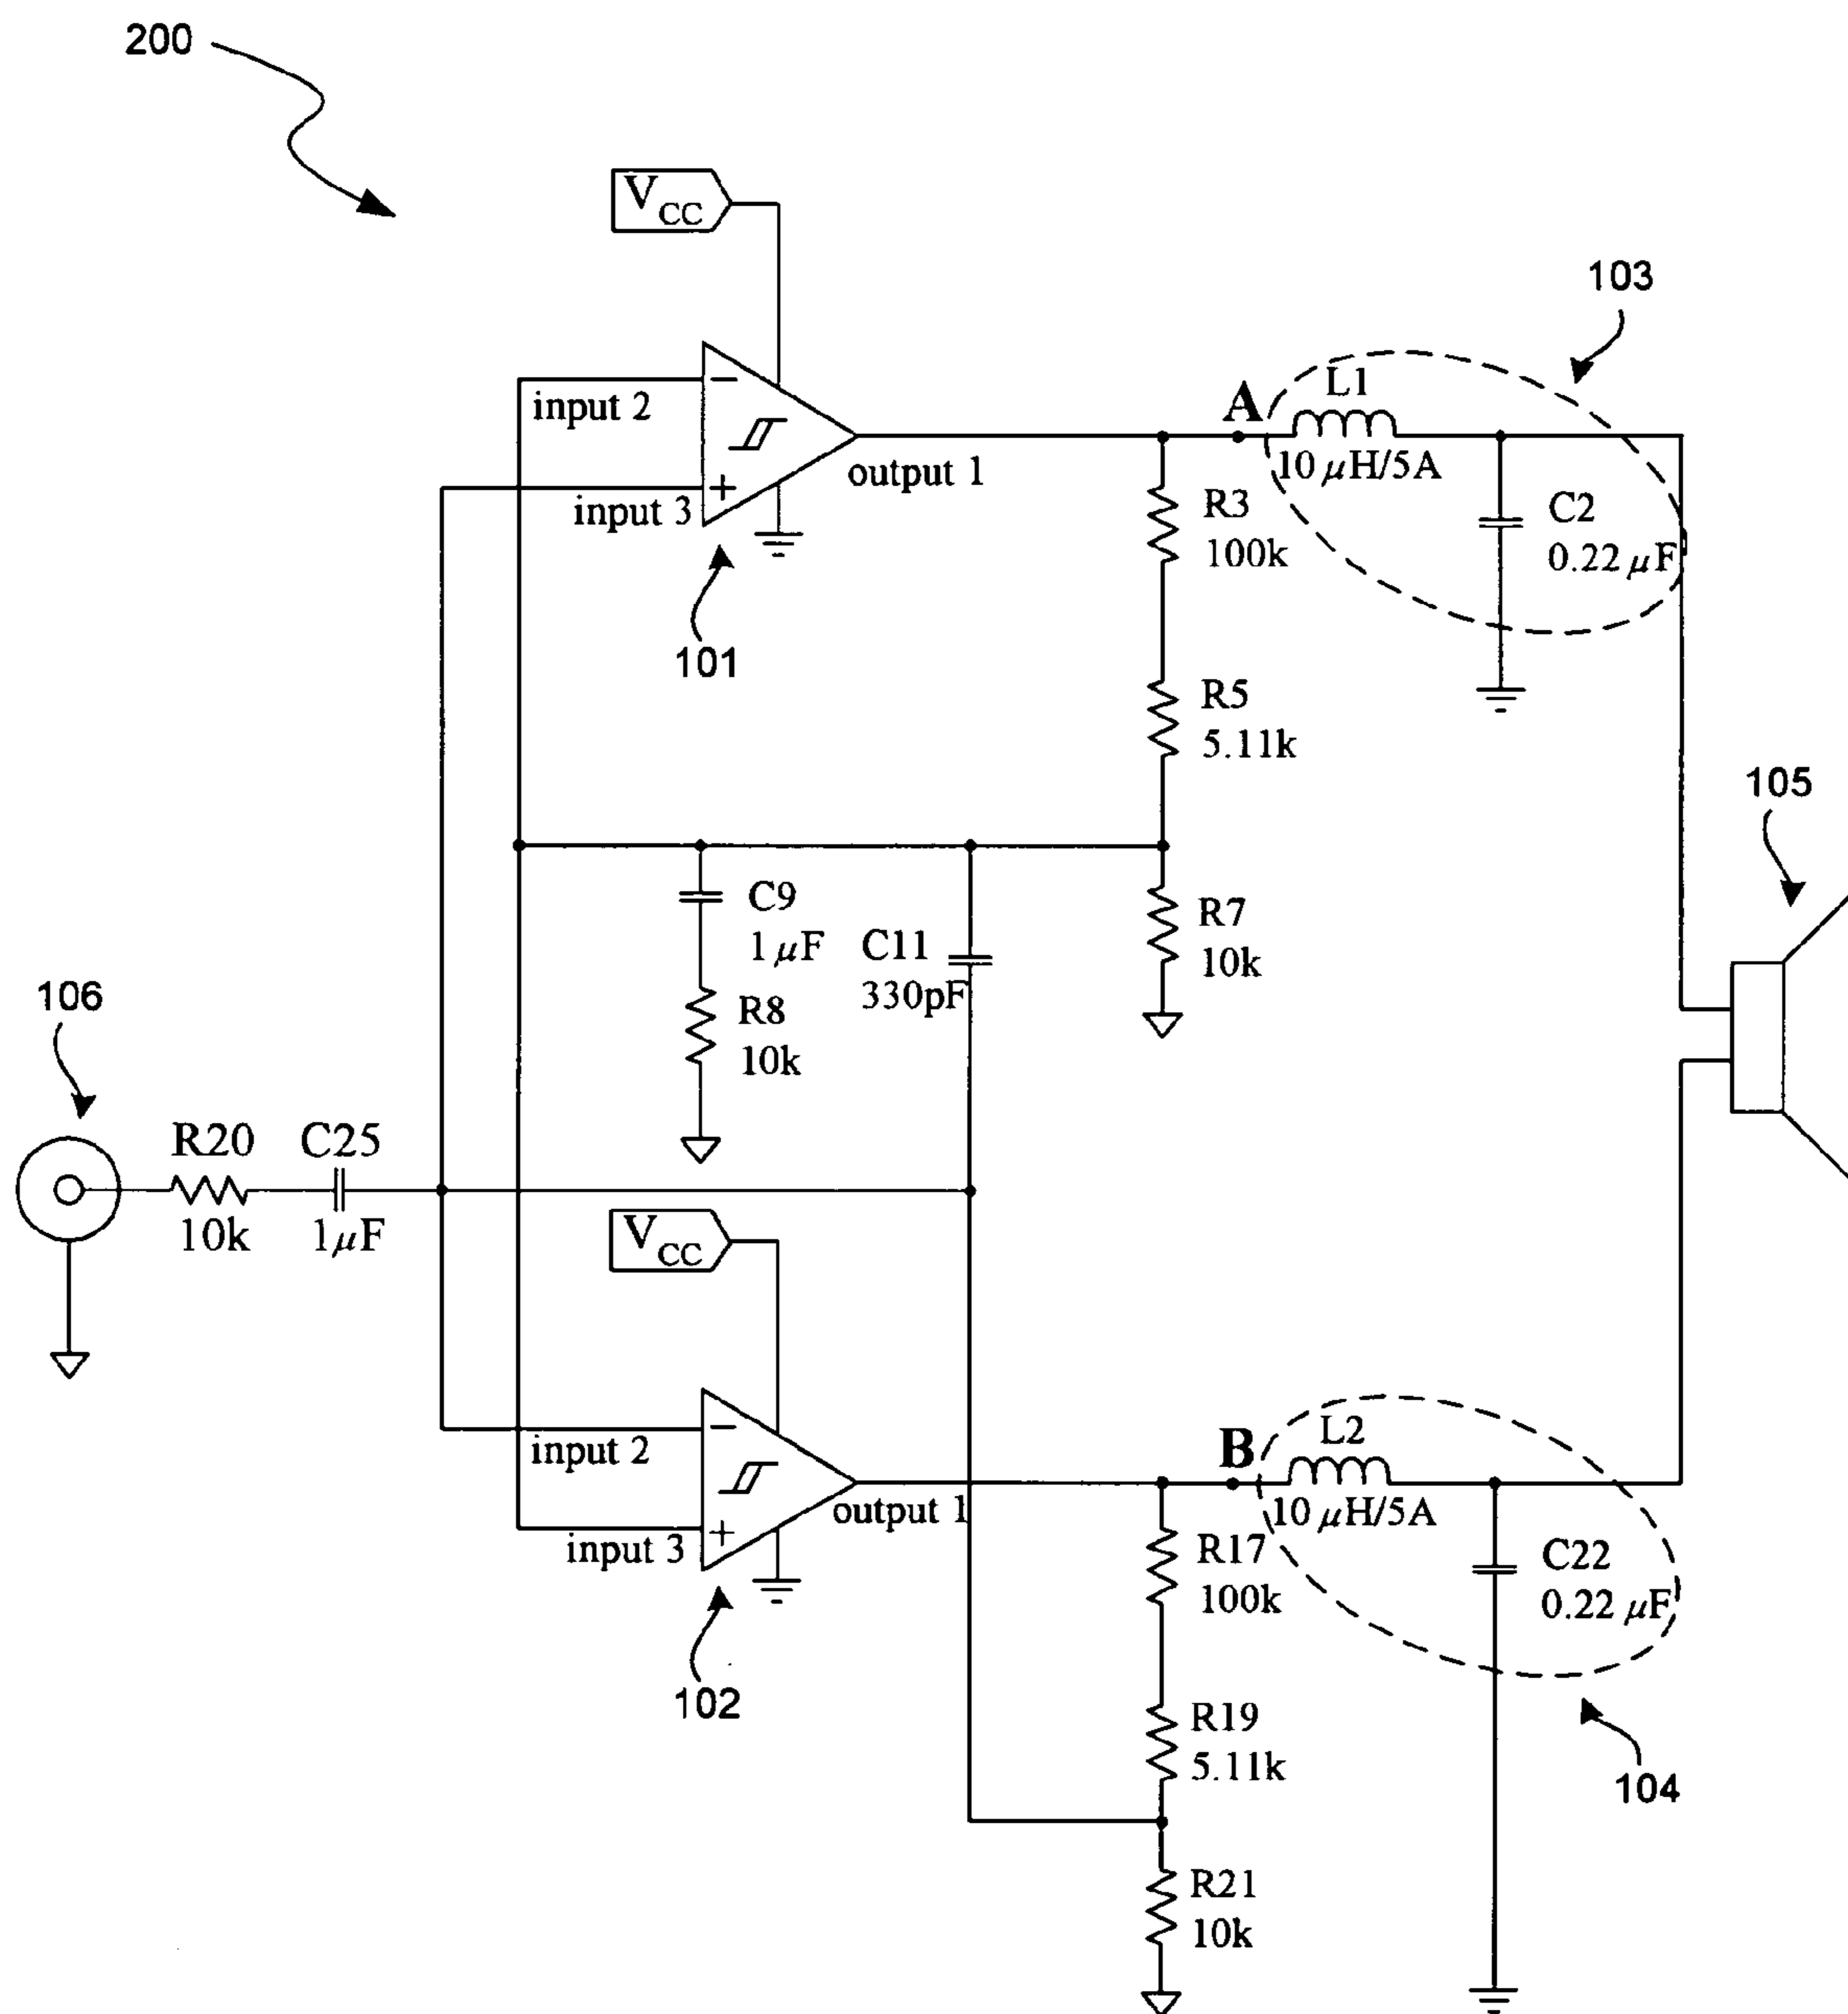 200
VCC
103
L1
A
input 2
−
10 μH/5A
output 1
R3
100k
C2
0.22 μF
+
input 3
101
R5
5.11k
105
C9
1μF
C11
330pF
R7
10k
106
R8
10k
R20
10k
C25
1μF
VCC
L2
B
input 2
−
10 μH/5A
output 1
R17
100k
C22
0.22 μF
+
input 3
102
R19
5.11k
104
R21
10k